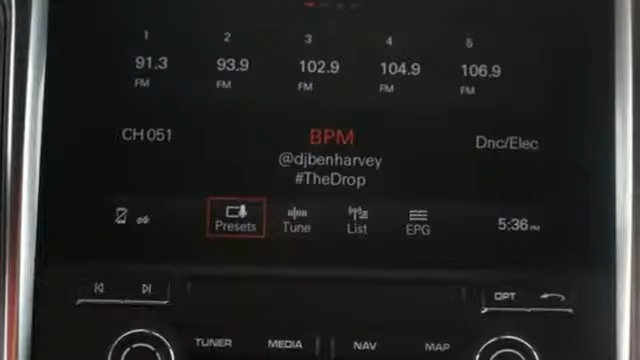 1 2 3 4 5
91.3 93.9 102.9 104.9 106.9
FM FM FM FM FM
CH 051 BPM Dnc/Elec
@djbenharvey
#TheDrop
Presets Tune List EPG 5:36 PM
OPT
TUNER MEDIA NAV MAP